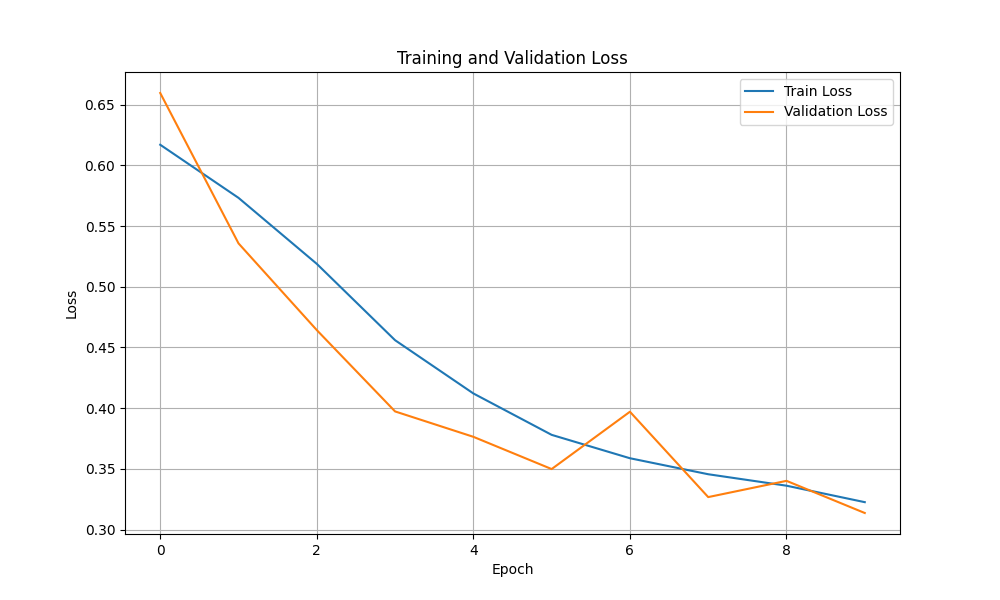 Training and Validation Loss
Train Loss
Validation Loss
0.65
0.60
0.55
0.50
0.45
0.40
0.35
0.30
Loss
0 2 4 6 8
Epoch